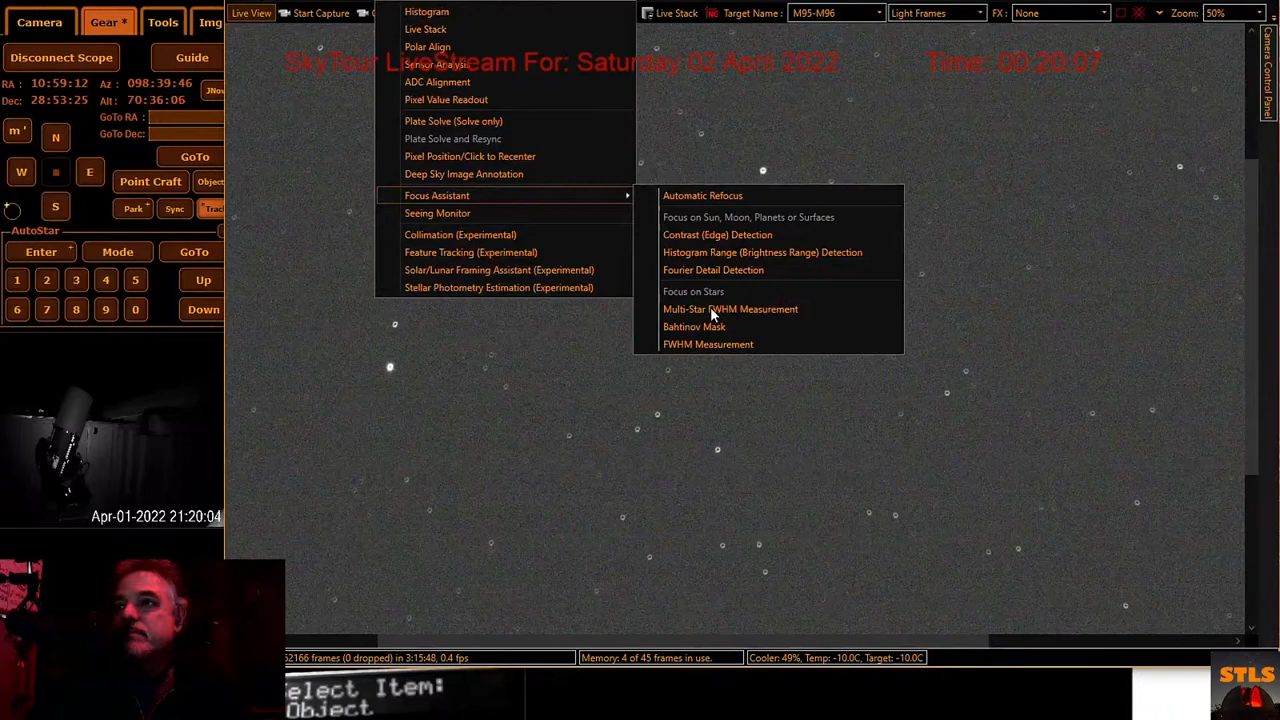 Camera
Gear *
Tools
Img
Live View
Start Capture
Live Stack
Target Name :
M95-M96
Light Frames
FX :
None
Zoom: 50%
Disconnect Scope
Guide
RA : 10:59:12 Az : 098:39:46
Dec: 28:53:25 Alt: 70:36:06
JNow
GoTo RA :
GoTo Dec:
m '
N
W
E
S
GoTo
Point Craft
Object
Park
Sync
Track
AutoStar
Enter
Mode
GoTo
1 2 3 4 5 Up
6 7 8 9 0 Down
SkyTour LiveStream For: Saturday 02 April 2022
Time: 00:20:07
Histogram
Live Stack
Polar Align
Sensor Analysis
ADC Alignment
Pixel Value Readout
Plate Solve (Solve only)
Plate Solve and Resync
Pixel Position/Click to Recenter
Deep Sky Image Annotation
Focus Assistant
Seeing Monitor
Collimation (Experimental)
Feature Tracking (Experimental)
Solar/Lunar Framing Assistant (Experimental)
Stellar Photometry Estimation (Experimental)
Automatic Refocus
Focus on Sun, Moon, Planets or Surfaces
Contrast (Edge) Detection
Histogram Range (Brightness Range) Detection
Fourier Detail Detection
Focus on Stars
Multi-Star FWHM Measurement
Bahtinov Mask
FWHM Measurement
Camera Control Panel
Apr-01-2022 21:20:04
52166 frames (0 dropped) in 3:15:48, 0.4 fps
Memory: 4 of 45 frames in use.
Cooler: 49%, Temp: -10.0C, Target: -10.0C
Select Item:
Object
STLS